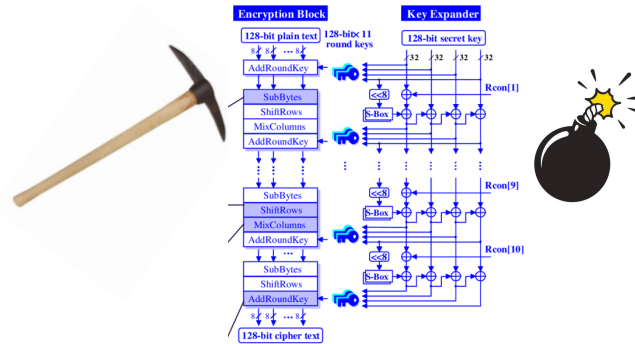 Encryption Block
Key Expander
128-bit plain text
128-bit× 11
round keys
128-bit secret key
8 8 ... 8
32 32 32 32
AddRoundKey
Rcon[1]
<<8
SubBytes
S-Box
ShiftRows
MixColumns
AddRoundKey
Rcon[9]
<<8
SubBytes
ShiftRows
S-Box
MixColumns
AddRoundKey
Rcon[10]
<<8
SubBytes
S-Box
ShiftRows
AddRoundKey
8 8 ... 8
128-bit cipher text